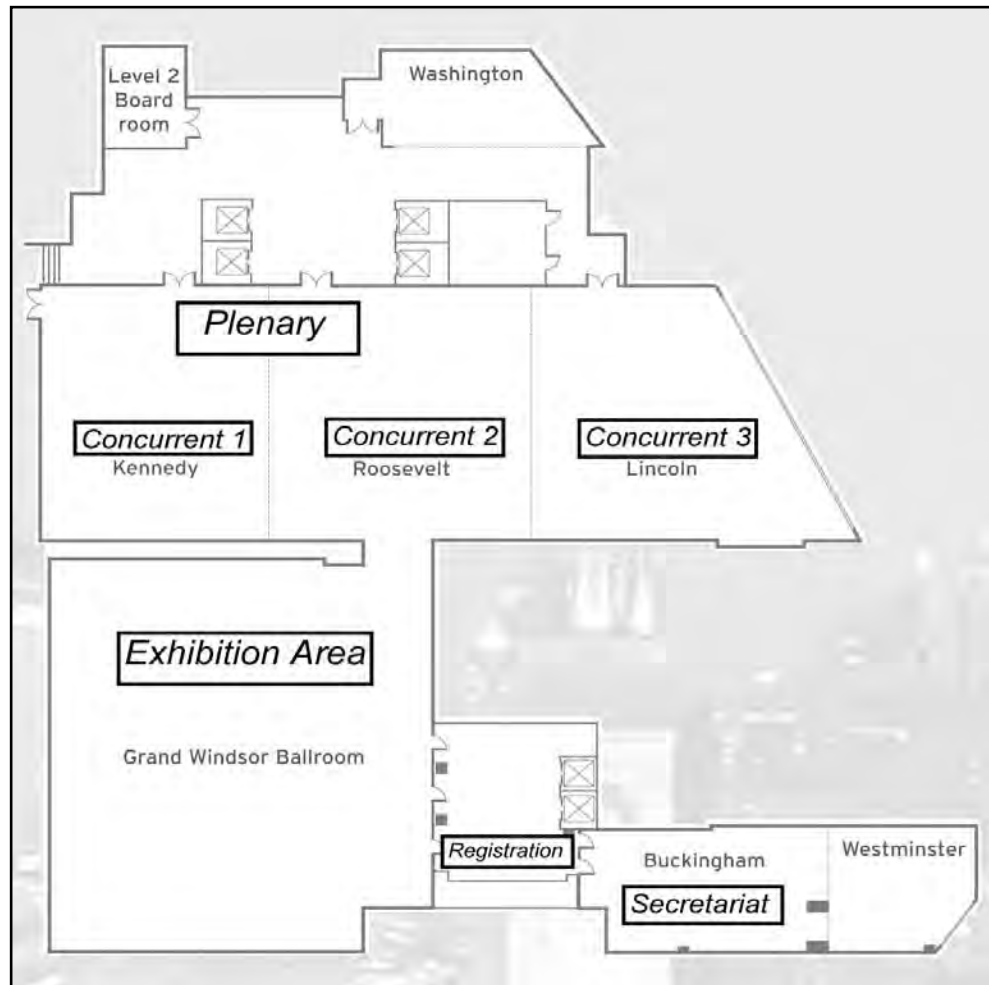 Level 2
Board
room
Washington
Plenary
Concurrent 1
Kennedy
Concurrent 2
Roosevelt
Concurrent 3
Lincoln
Exhibition Area
Grand Windsor Ballroom
Registration
Buckingham
Secretariat
Westminster